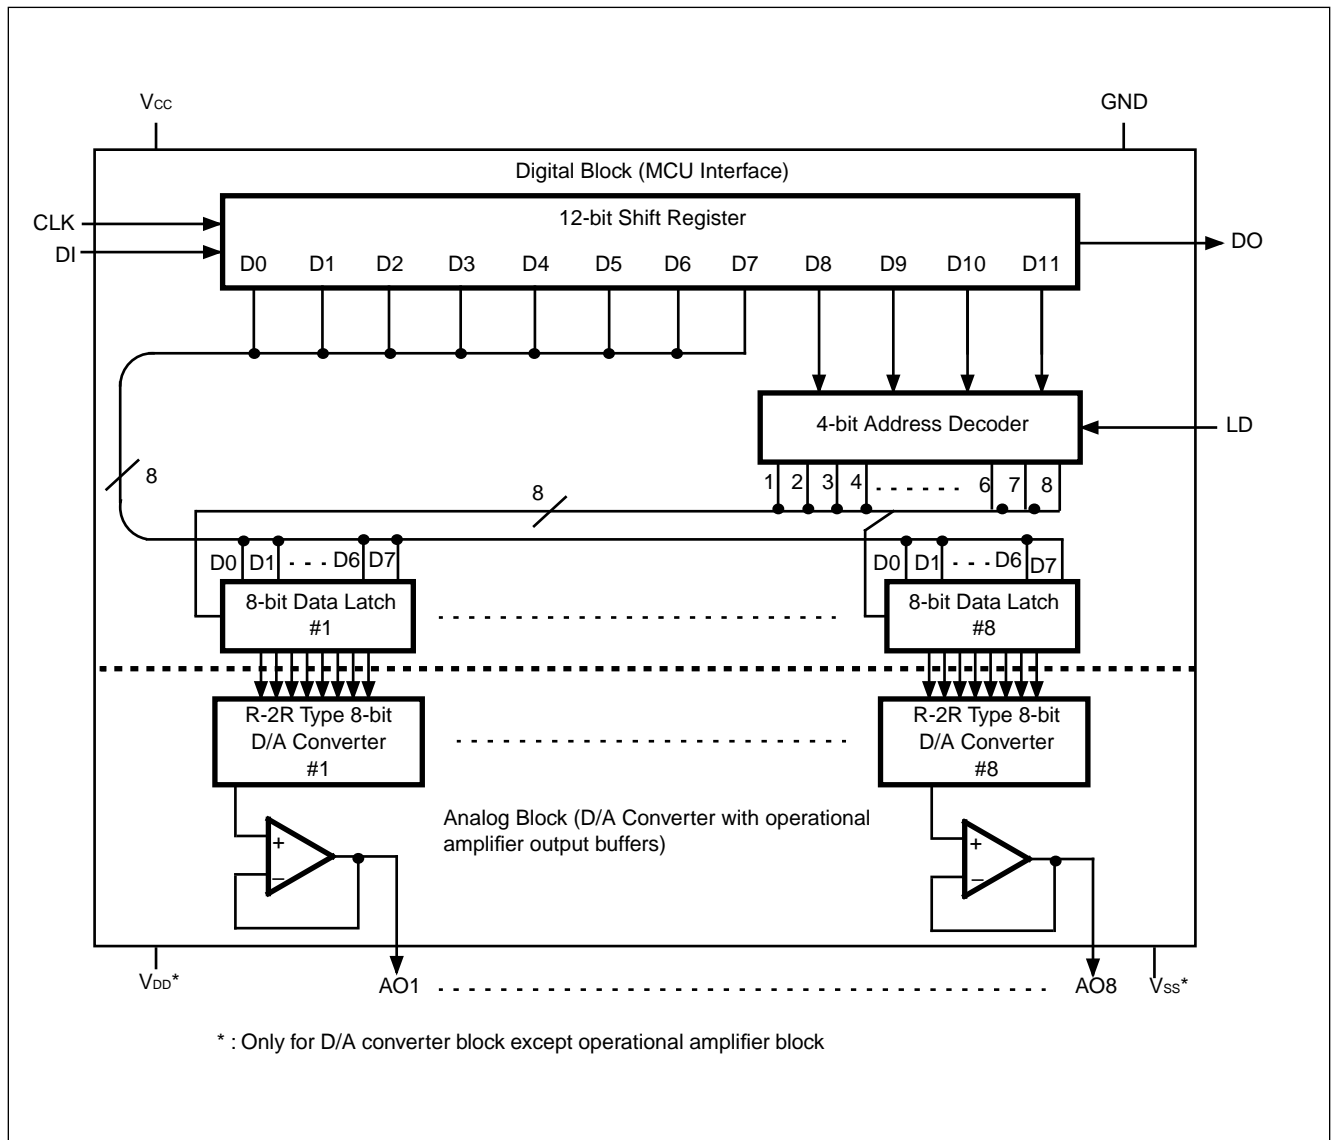 VCC GND
Digital Block (MCU Interface)
CLK
DI
12-bit Shift Register
D0 D1 D2 D3 D4 D5 D6 D7 D8 D9 D10 D11
DO
4-bit Address Decoder
LD
8
1 2 3 4 6 7 8
8
D0 D1 D6 D7
D0 D1 D6 D7
8-bit Data Latch
#1
8-bit Data Latch
#8
R-2R Type 8-bit
D/A Converter
#1
R-2R Type 8-bit
D/A Converter
#8
Analog Block (D/A Converter with operational
amplifier output buffers)
+
–
+
–
VDD* AO1 AO8 VSS*
* : Only for D/A converter block except operational amplifier block